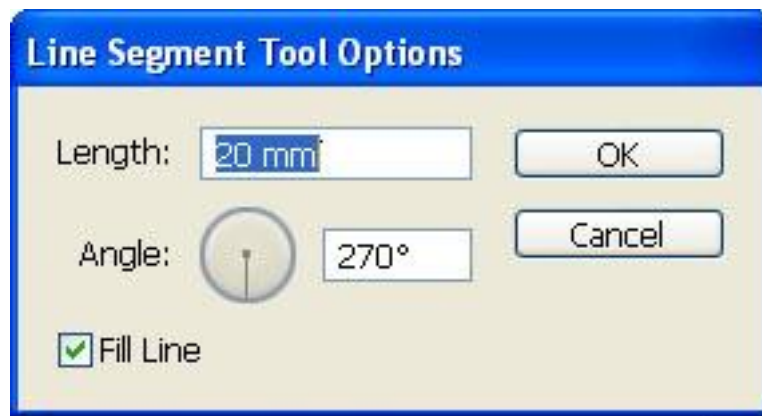 Line Segment Tool Options
Length: 20 mm OK
Angle: 270° Cancel
Fill Line